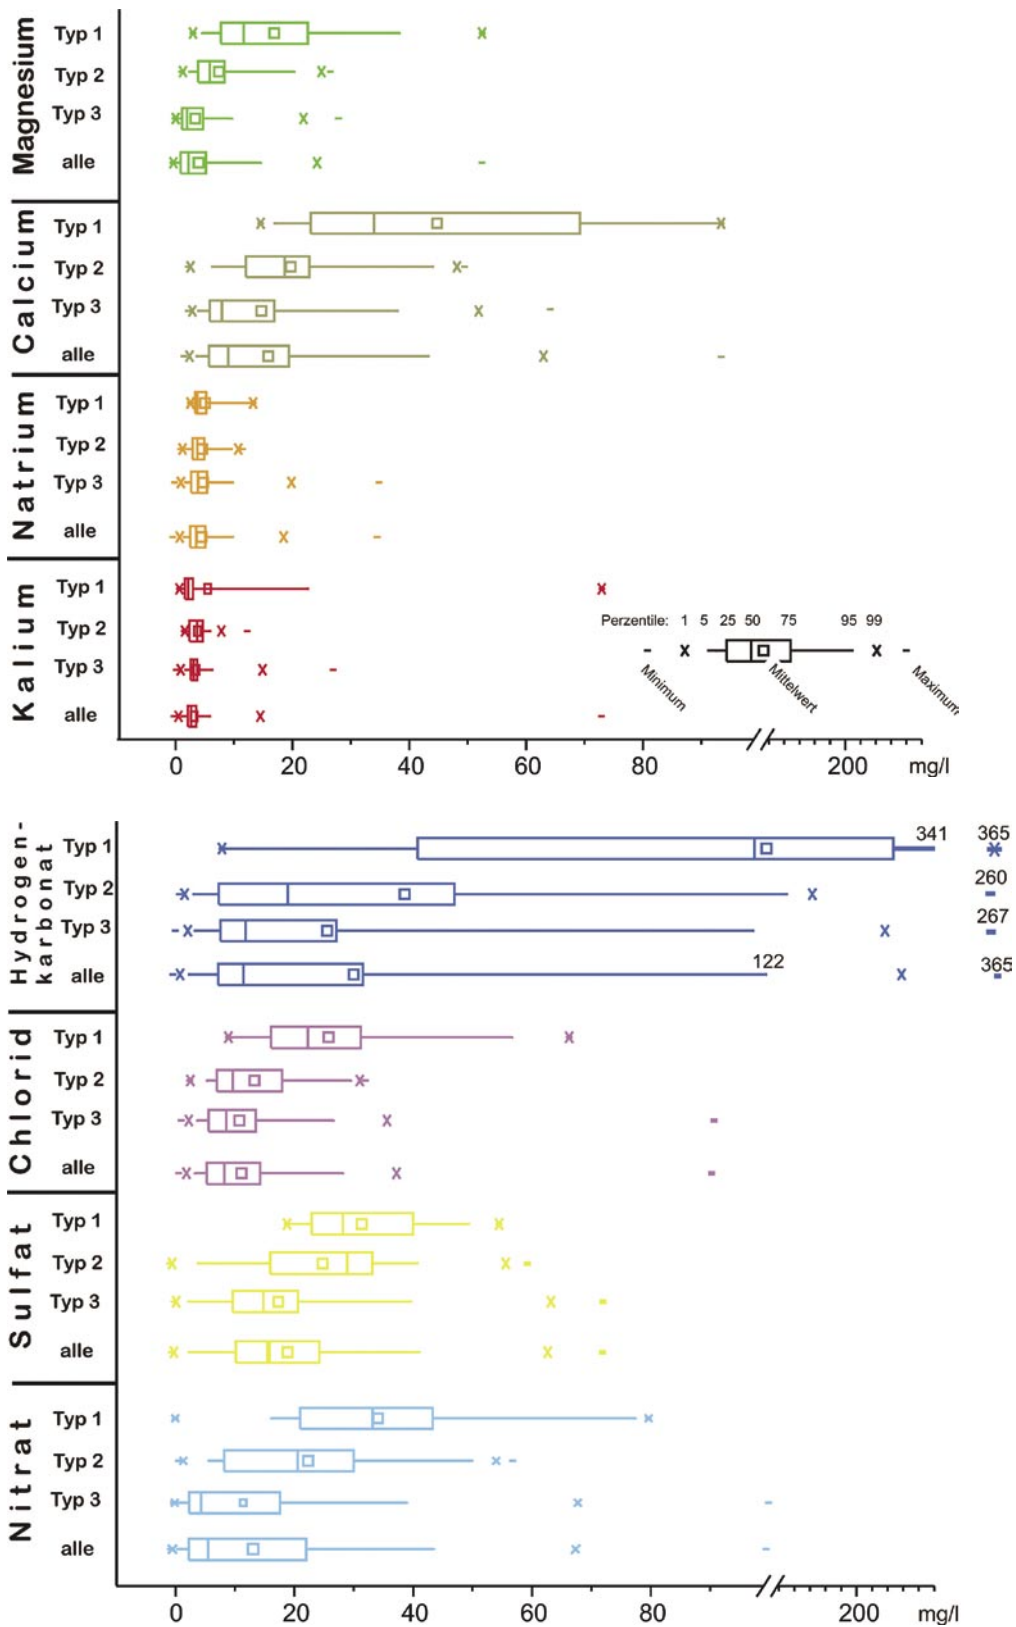 Magnesium
Typ 1
Typ 2
Typ 3
alle
Calcium
Typ 1
Typ 2
Typ 3
alle
Natrium
Typ 1
Typ 2
Typ 3
alle
Kalium
Typ 1
Typ 2
Typ 3
alle
Perzentile: 1 5 25 50 75 95 99
Minimum
Mittelwert
Maximum
0 20 40 60 80 200 mg/l
Hydrogen-
karbonat
Typ 1 341 365
Typ 2 260
Typ 3 267
alle 122 365
Chlorid
Typ 1
Typ 2
Typ 3
alle
Sulfat
Typ 1
Typ 2
Typ 3
alle
Nitrat
Typ 1
Typ 2
Typ 3
alle
0 20 40 60 80 200 mg/l